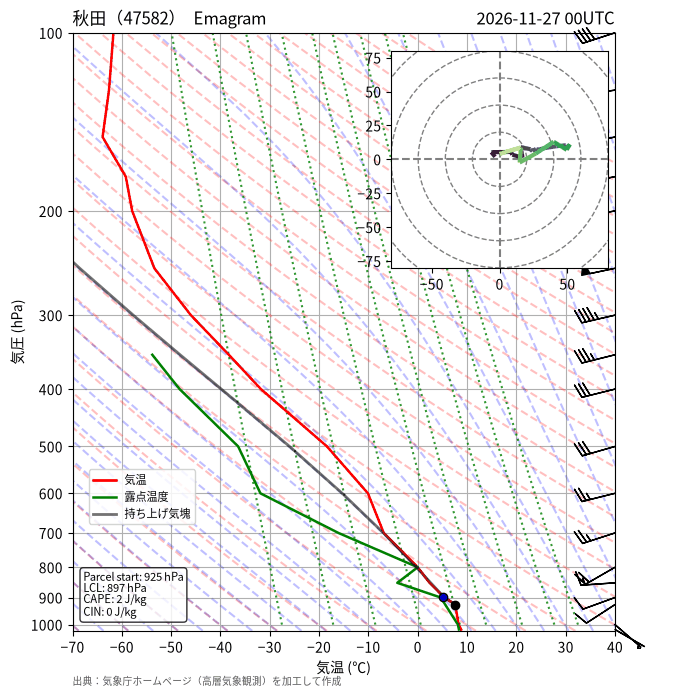 秋田（47582） Emagram
2026-11-27 00UTC
100
200
300
400
500
600
700
800
900
1000
気圧 (hPa)
75
50
25
0
−25
−50
−75
−50
0
50
気温
露点温度
持ち上げ気塊
Parcel start: 925 hPa
LCL: 897 hPa
CAPE: 2 J/kg
CIN: 0 J/kg
−70
−60
−50
−40
−30
−20
−10
0
10
20
30
40
気温 (℃)
出典：気象庁ホームページ（高層気象観測）を加工して作成